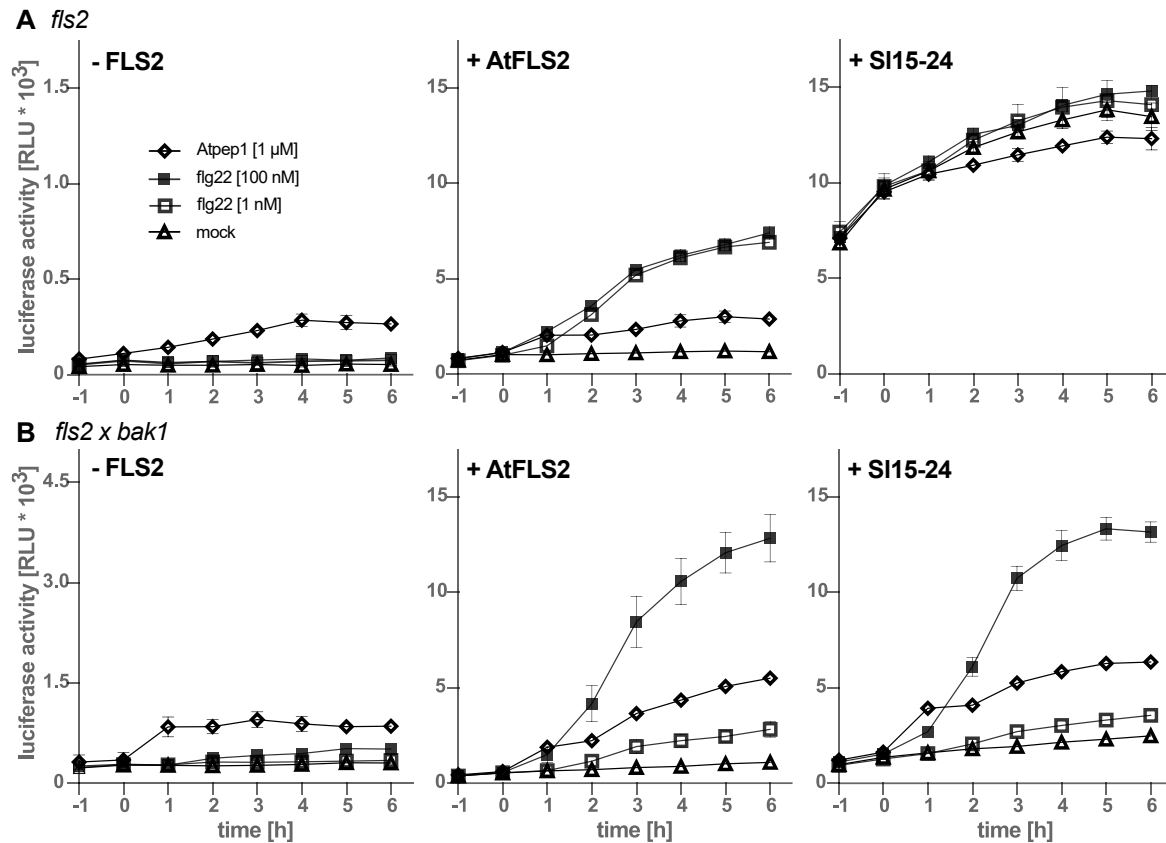 A fls2
- FLS2
+ AtFLS2
+ Sl15-24
luciferase activity [RLU * 10³]
1.5
1.0
0.5
0
Atpep1 [1 µM]
flg22 [100 nM]
flg22 [1 nM]
mock
15
10
5
0
15
10
5
0
-1 0 1 2 3 4 5 6
-1 0 1 2 3 4 5 6
-1 0 1 2 3 4 5 6
B fls2 x bak1
- FLS2
+ AtFLS2
+ Sl15-24
luciferase activity [RLU * 10³]
4.5
3.0
1.5
0
15
10
5
0
15
10
5
0
-1 0 1 2 3 4 5 6
-1 0 1 2 3 4 5 6
-1 0 1 2 3 4 5 6
time [h]
time [h]
time [h]